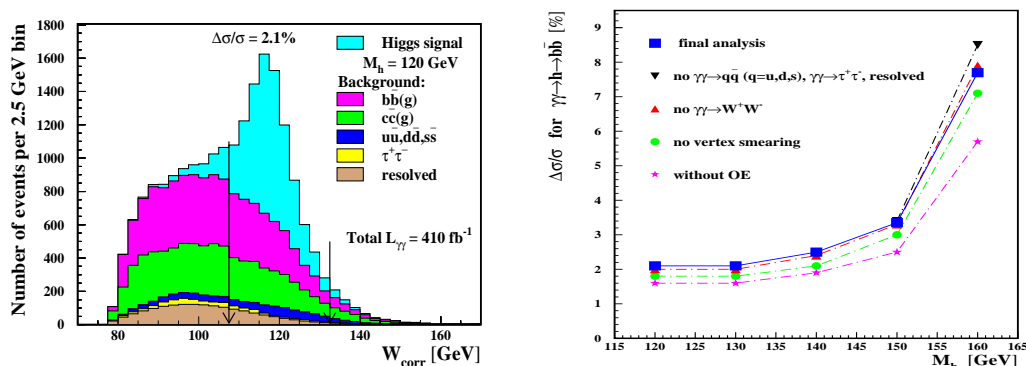 Number of events per 2.5 GeV bin
1800
1600
1400
1200
1000
800
600
400
200
0
Δσ/σ = 2.1%
Higgs signal
M_h = 120 GeV
Background:
bb̄(g)
cc̄(g)
uū,dd̄,ss̄
τ⁺τ⁻
resolved
Total L_γγ = 410 fb⁻¹
80 100 120 140 160
W_corr [GeV]
Δσ/σ for γγ→h→bb̄ [%]
9
8
7
6
5
4
3
2
1
0
final analysis
no γγ→qq̄ (q=u,d,s), γγ→τ⁺τ⁻, resolved
no γγ→W⁺W⁻
no vertex smearing
without OE
115 120 125 130 135 140 145 150 155 160 165
M_h [GeV]